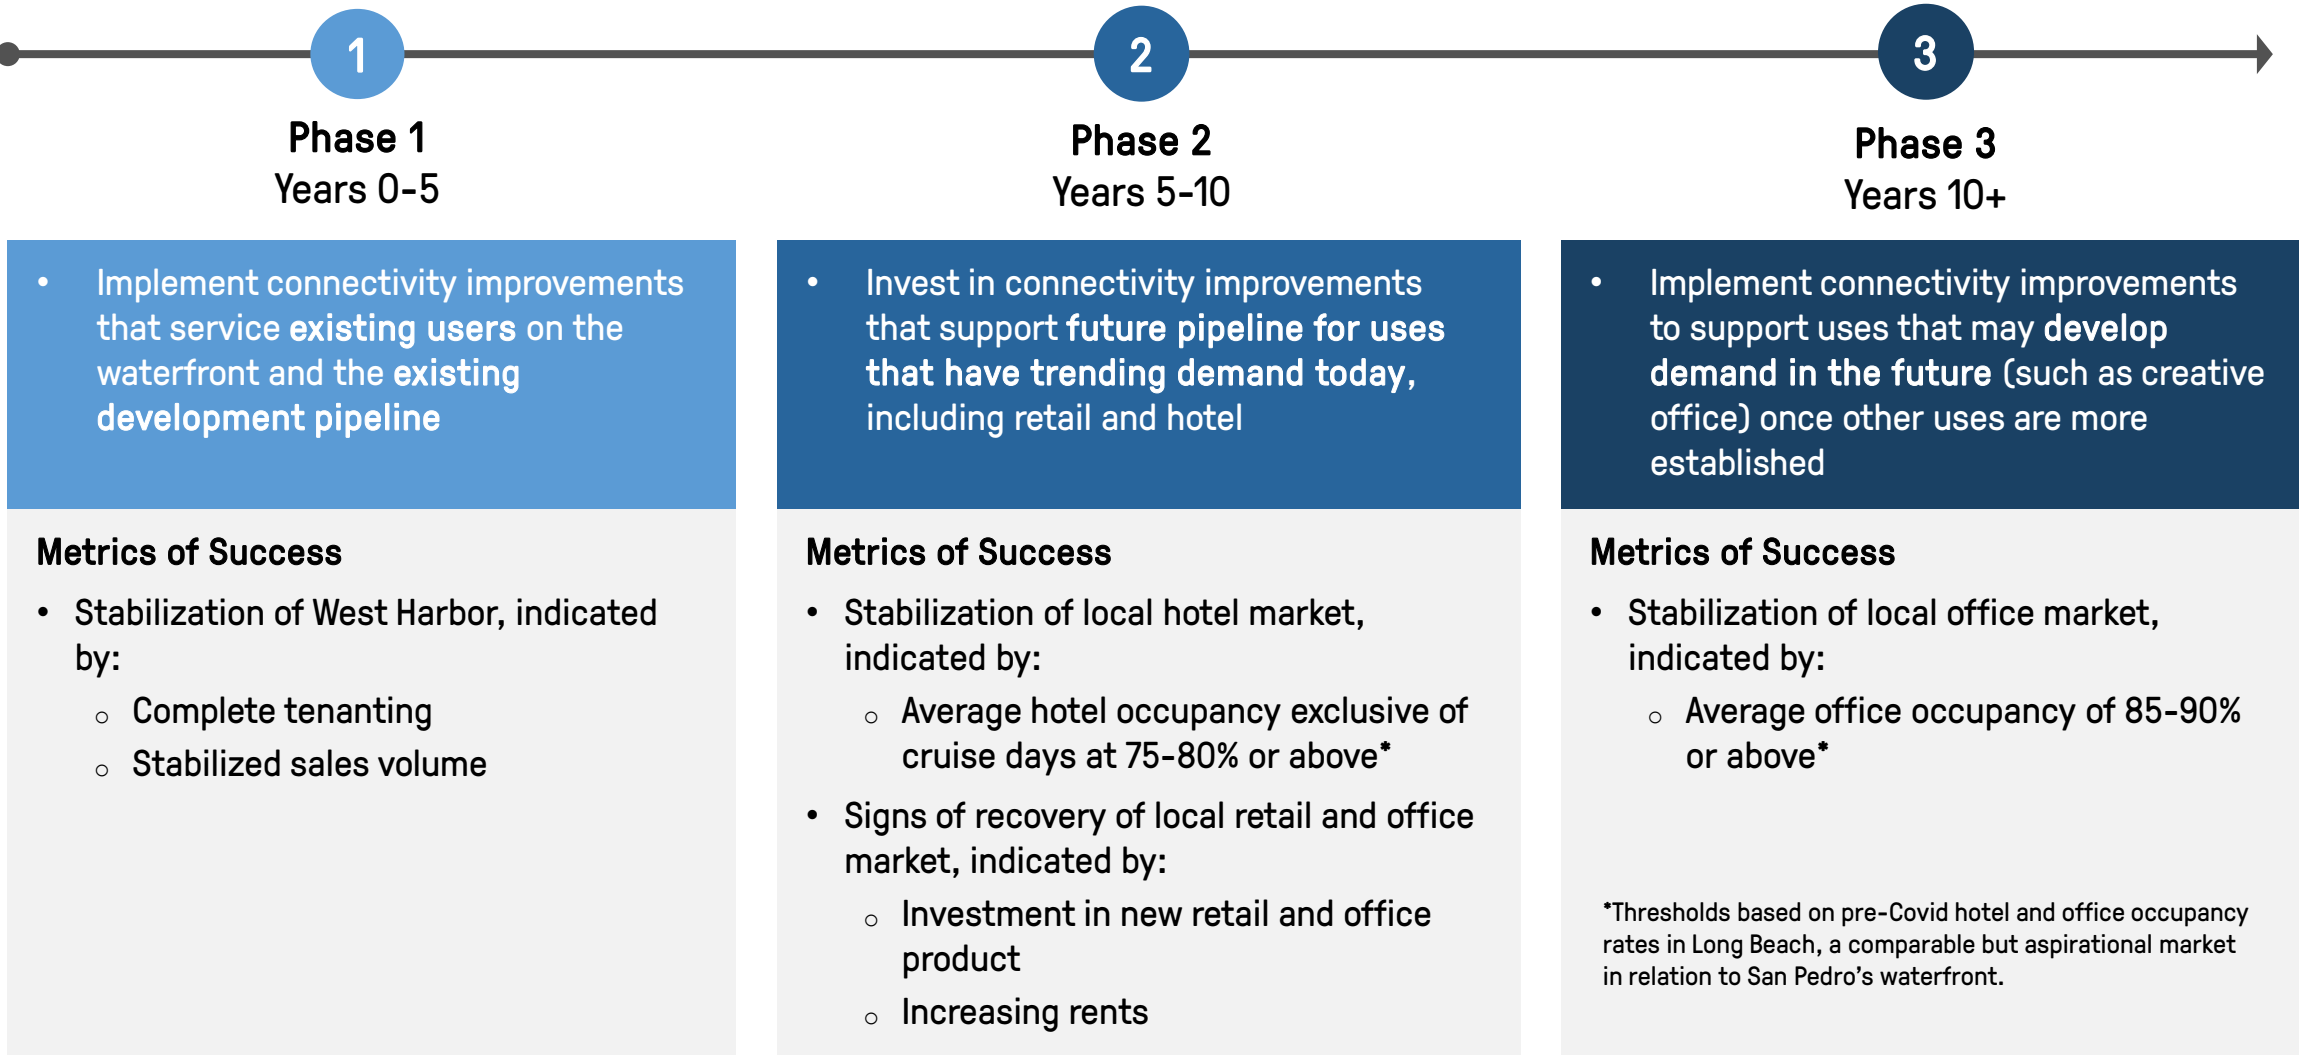 1
Phase 1
Years 0-5
• Implement connectivity improvements
that service existing users on the
waterfront and the existing
development pipeline
Metrics of Success
• Stabilization of West Harbor, indicated
by:
○ Complete tenanting
○ Stabilized sales volume
2
Phase 2
Years 5-10
• Invest in connectivity improvements
that support future pipeline for uses
that have trending demand today,
including retail and hotel
Metrics of Success
• Stabilization of local hotel market,
indicated by:
○ Average hotel occupancy exclusive of
cruise days at 75-80% or above*
• Signs of recovery of local retail and office
market, indicated by:
○ Investment in new retail and office
product
○ Increasing rents
3
Phase 3
Years 10+
• Implement connectivity improvements
to support uses that may develop
demand in the future (such as creative
office) once other uses are more
established
Metrics of Success
• Stabilization of local office market,
indicated by:
○ Average office occupancy of 85-90%
or above*
*Thresholds based on pre-Covid hotel and office occupancy
rates in Long Beach, a comparable but aspirational market
in relation to San Pedro's waterfront.